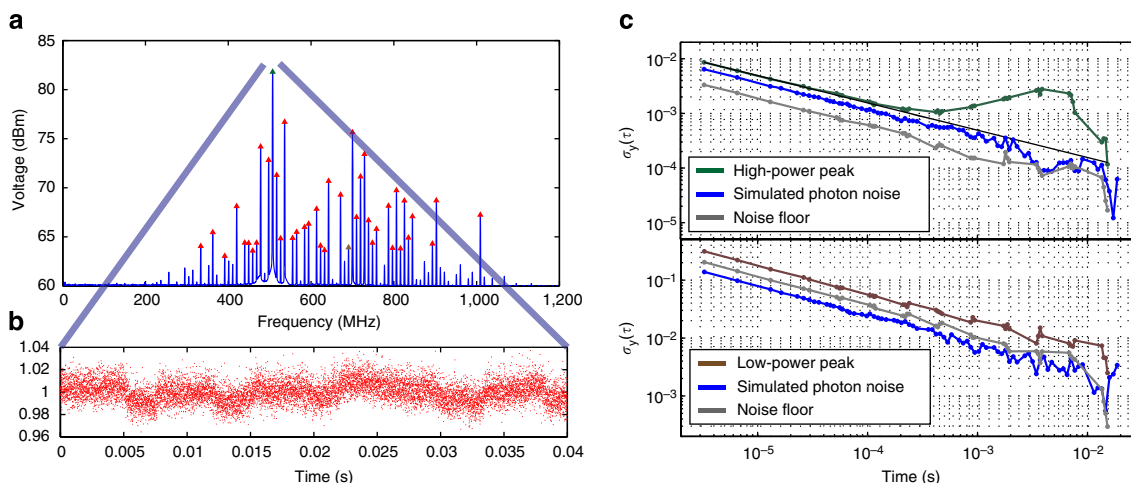 a
85
80
75
70
65
60
Voltage (dBm)
0 200 400 600 800 1,000 1,200
Frequency (MHz)
b
1.04
1.02
1
0.98
0.96
0 0.005 0.01 0.015 0.02 0.025 0.03 0.035 0.04
Time (s)
c
10−2
10−3
10−4
10−5
σy(τ)
High-power peak
Simulated photon noise
Noise floor
10−1
10−2
10−3
σy(τ)
Low-power peak
Simulated photon noise
Noise floor
10−5 10−4 10−3 10−2
Time (s)